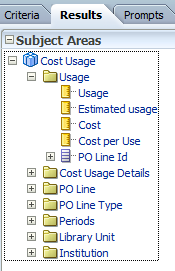 Criteria Results Prompts
Subject Areas
Cost Usage
Usage
Usage
Estimated usage
Cost
Cost per Use
PO Line Id
Cost Usage Details
PO Line
PO Line Type
Periods
Library Unit
Institution